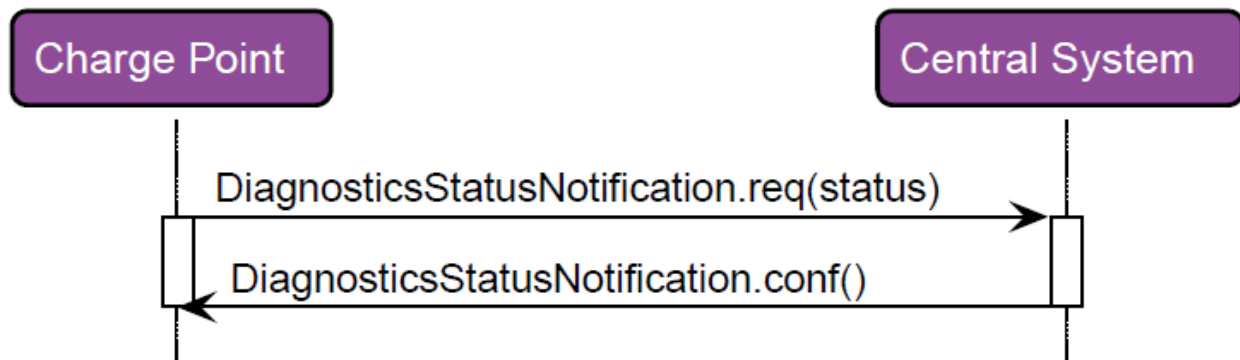 Charge Point
Central System
DiagnosticsStatusNotification.req(status)
DiagnosticsStatusNotification.conf()